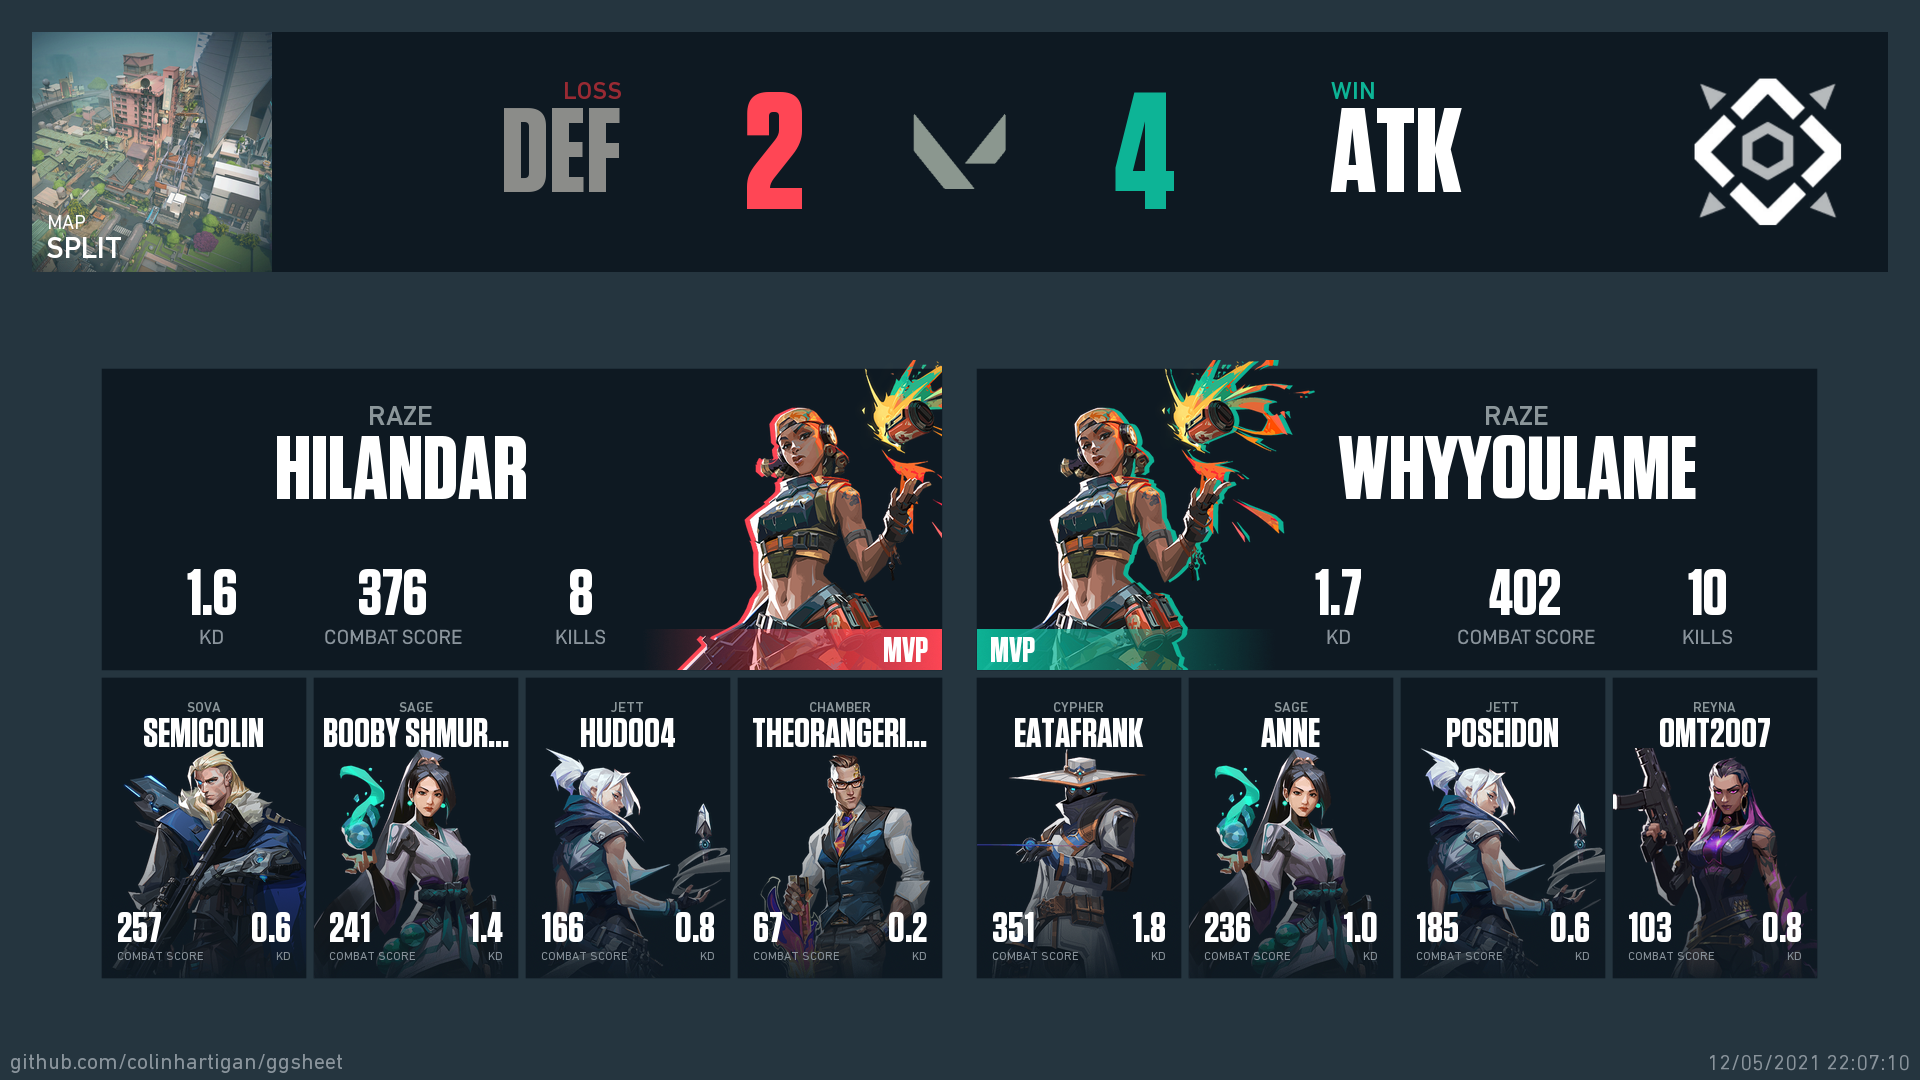 MAP
SPLIT
LOSS
DEF
2
4
WIN
ATK
RAZE
HILANDAR
1.6
KD
376
COMBAT SCORE
8
KILLS
MVP
RAZE
WHYYOULAME
1.7
KD
402
COMBAT SCORE
10
KILLS
MVP
SOVA
SEMICOLIN
257
COMBAT SCORE
0.6
KD
SAGE
BOOBY SHMUR...
241
COMBAT SCORE
1.4
KD
JETT
HUDOO4
166
COMBAT SCORE
0.8
KD
CHAMBER
THEORANGERI...
67
COMBAT SCORE
0.2
KD
CYPHER
EATAFRANK
351
COMBAT SCORE
1.8
KD
SAGE
ANNE
236
COMBAT SCORE
1.0
KD
JETT
POSEIDON
185
COMBAT SCORE
0.6
KD
REYNA
OMT2007
103
COMBAT SCORE
0.8
KD
github.com/colinhartigan/ggsheet
12/05/2021 22:07:10